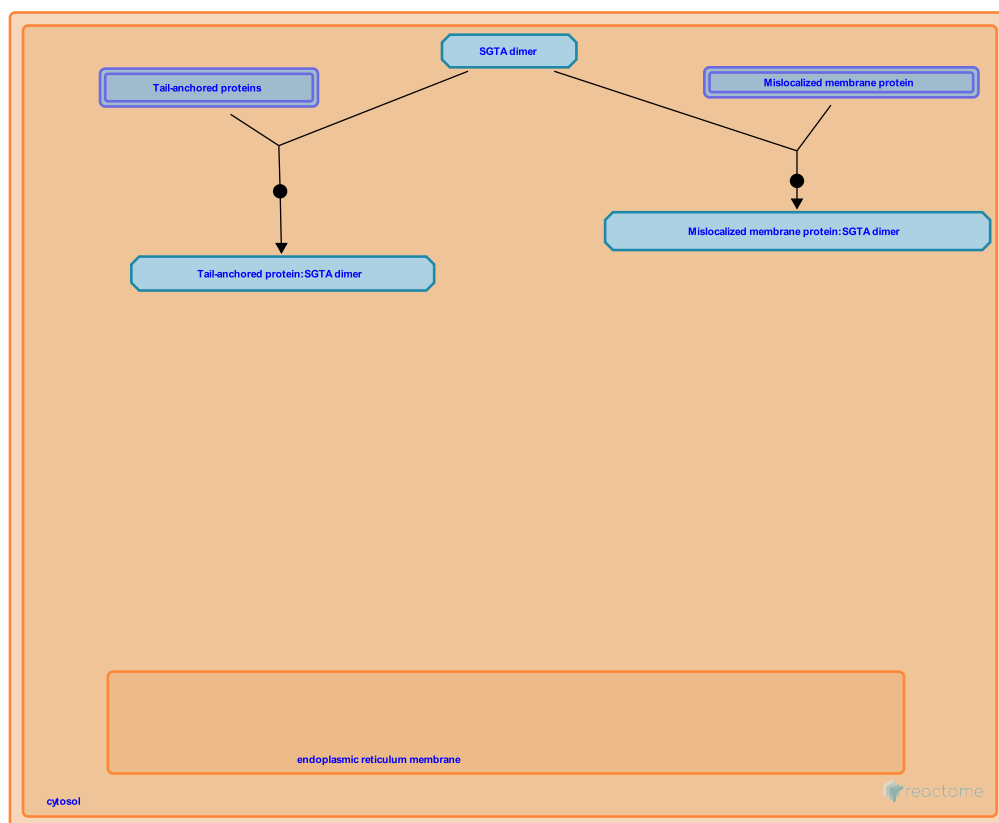 SGTA dimer
Tail-anchored proteins
Mislocalized membrane protein
Mislocalized membrane protein:SGTA dimer
Tail-anchored protein:SGTA dimer
endoplasmic reticulum membrane
cytosol
reactome